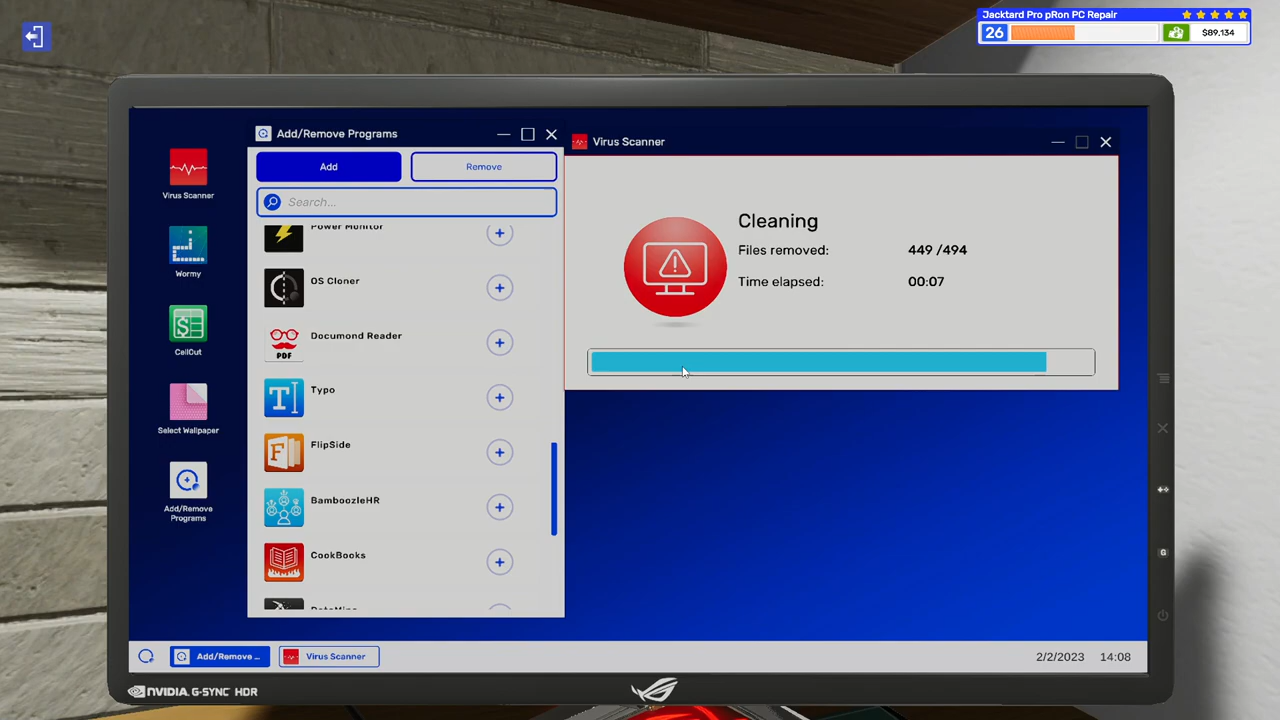 Jacktard Pro pRon PC Repair
26
$89,134
Add/Remove Programs
Add
Remove
Search...
Power Monitor
OS Cloner
PDF
Documond Reader
Typo
FlipSide
BamboozleHR
CookBooks
Virus Scanner
Cleaning
Files removed: 449 /494
Time elapsed: 00:07
Virus Scanner
Wormy
CellOut
Select Wallpaper
Add/Remove
Programs
Add/Remove ...
Virus Scanner
2/2/2023 14:08
NVIDIA G-SYNC HDR
G